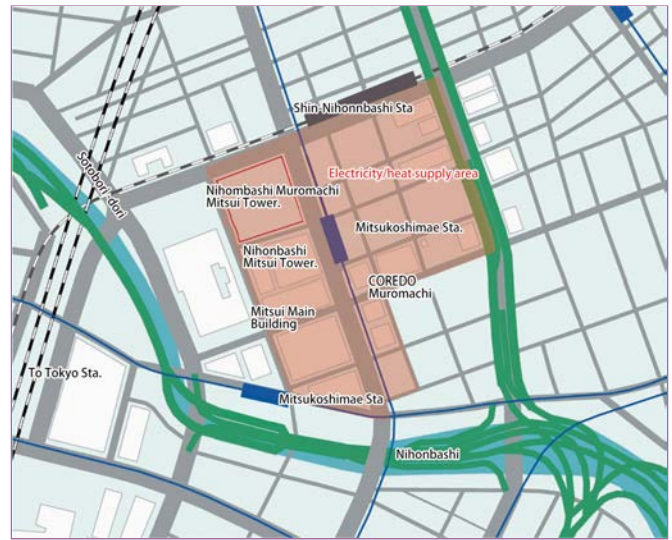 Shin-Nihonnbashi Sta
Sotobori -dori
Electricity/heat supply area
Nihombashi Muromachi
Mitsui Tower.
Mitsukoshimae Sta.
Nihonbashi
Mitsui Tower.
COREDO
Muromachi
Mitsui Main
Building
To Tokyo Sta.
Mitsukoshimae Sta
Nihonbashi